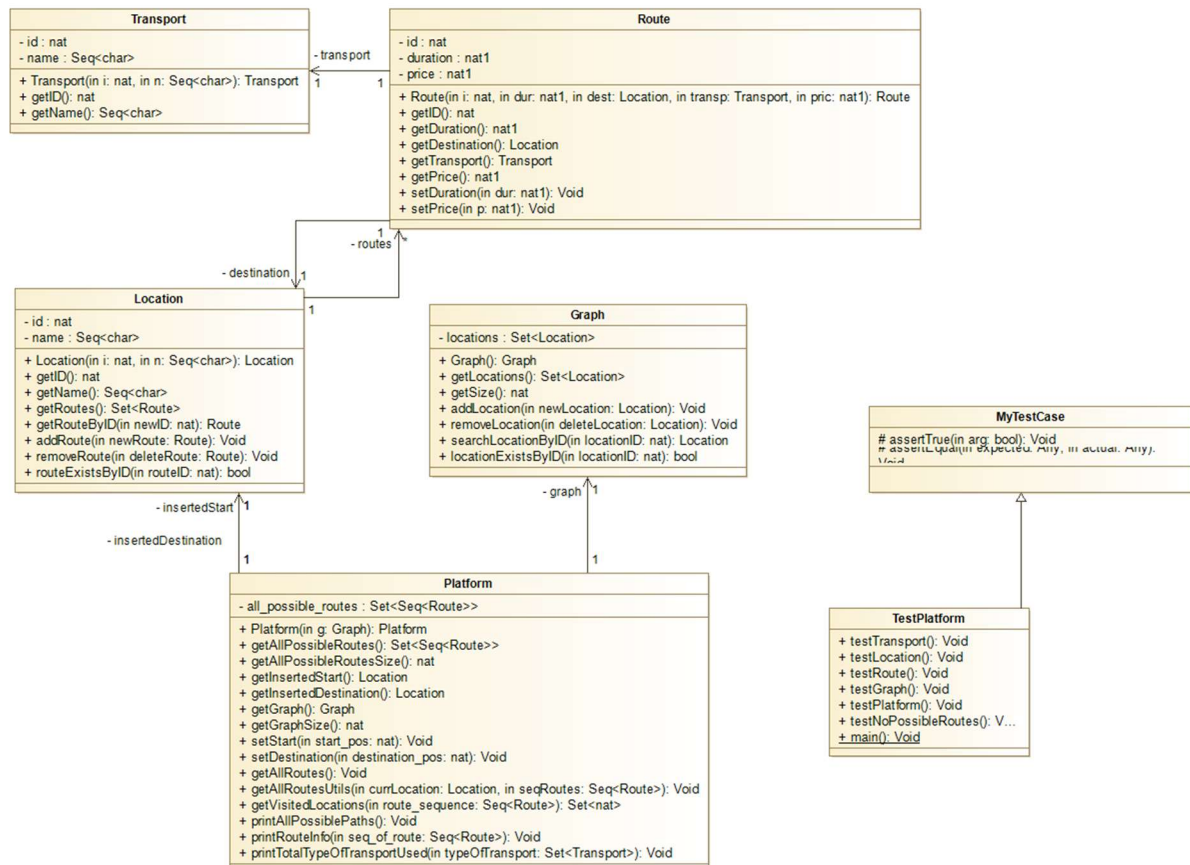 Transport
- id : nat
- name : Seq<char>
+ Transport(in i: nat, in n: Seq<char>): Transport
+ getID(): nat
+ getName(): Seq<char>
- transport
1
1
Route
- id : nat
- duration : nat1
- price : nat1
+ Route(in i: nat, in dur: nat1, in dest: Location, in transp: Transport, in pric: nat1): Route
+ getID(): nat
+ getDuration(): nat1
+ getDestination(): Location
+ getTransport(): Transport
+ getPrice(): nat1
+ setDuration(in dur: nat1): Void
+ setPrice(in p: nat1): Void
1
- routes
*
- destination
1
1
Location
- id : nat
- name : Seq<char>
+ Location(in i: nat, in n: Seq<char>): Location
+ getID(): nat
+ getName(): Seq<char>
+ getRoutes(): Set<Route>
+ getRouteByID(in newID: nat): Route
+ addRoute(in newRoute: Route): Void
+ removeRoute(in deleteRoute: Route): Void
+ routeExistsByID(in routeID: nat): bool
Graph
- locations : Set<Location>
+ Graph(): Graph
+ getLocations(): Set<Location>
+ getSize(): nat
+ addLocation(in newLocation: Location): Void
+ removeLocation(in deleteLocation: Location): Void
+ searchLocationByID(in locationID: nat): Location
+ locationExistsByID(in locationID: nat): bool
MyTestCase
# assertTrue(in arg: bool): Void
# assertEqual(in expected: Any, in actual: Any):
Void
- insertedStart
1
- insertedDestination
1
- graph
1
1
Platform
- all_possible_routes : Set<Seq<Route>>
+ Platform(in g: Graph): Platform
+ getAllPossibleRoutes(): Set<Seq<Route>>
+ getAllPossibleRoutesSize(): nat
+ getInsertedStart(): Location
+ getInsertedDestination(): Location
+ getGraph(): Graph
+ getGraphSize(): nat
+ setStart(in start_pos: nat): Void
+ setDestination(in destination_pos: nat): Void
+ getAllRoutes(): Void
+ getAllRoutesUtils(in currLocation: Location, in seqRoutes: Seq<Route>): Void
+ getVisitedLocations(in route_sequence: Seq<Route>): Set<nat>
+ printAllPossiblePaths(): Void
+ printRouteInfo(in seq_of_route: Seq<Route>): Void
+ printTotalTypeOfTransportUsed(in typeOfTransport: Set<Transport>): Void
TestPlatform
+ testTransport(): Void
+ testLocation(): Void
+ testRoute(): Void
+ testGraph(): Void
+ testPlatform(): Void
+ testNoPossibleRoutes(): V...
+ main(): Void